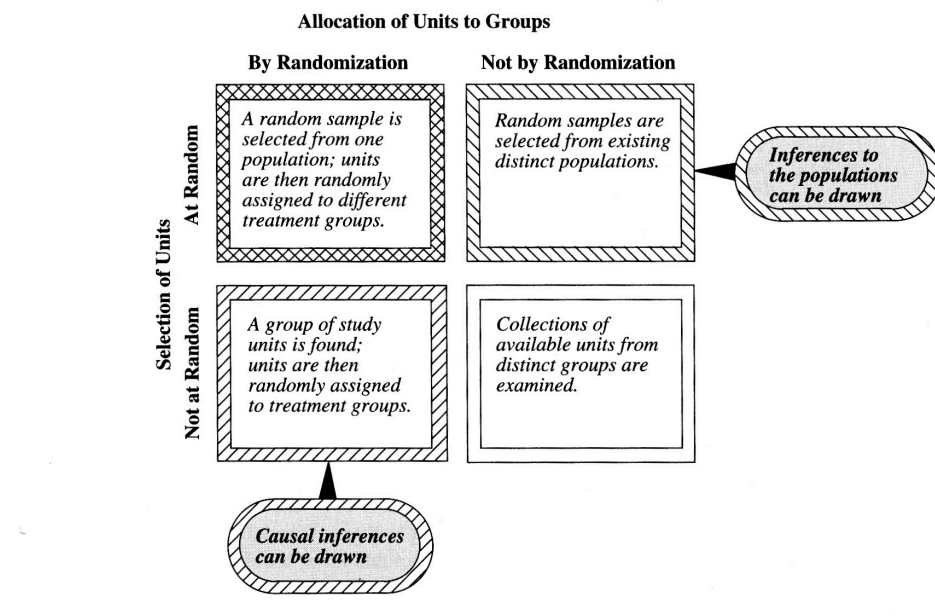 Allocation of Units to Groups
By Randomization
Not by Randomization
Selection of Units
At Random
Not at Random
A random sample is
selected from one
population; units
are then randomly
assigned to different
treatment groups.
Random samples are
selected from existing
distinct populations.
Inferences to
the populations
can be drawn
A group of study
units is found;
units are then
randomly assigned
to treatment groups.
Collections of
available units from
distinct groups are
examined.
Causal inferences
can be drawn